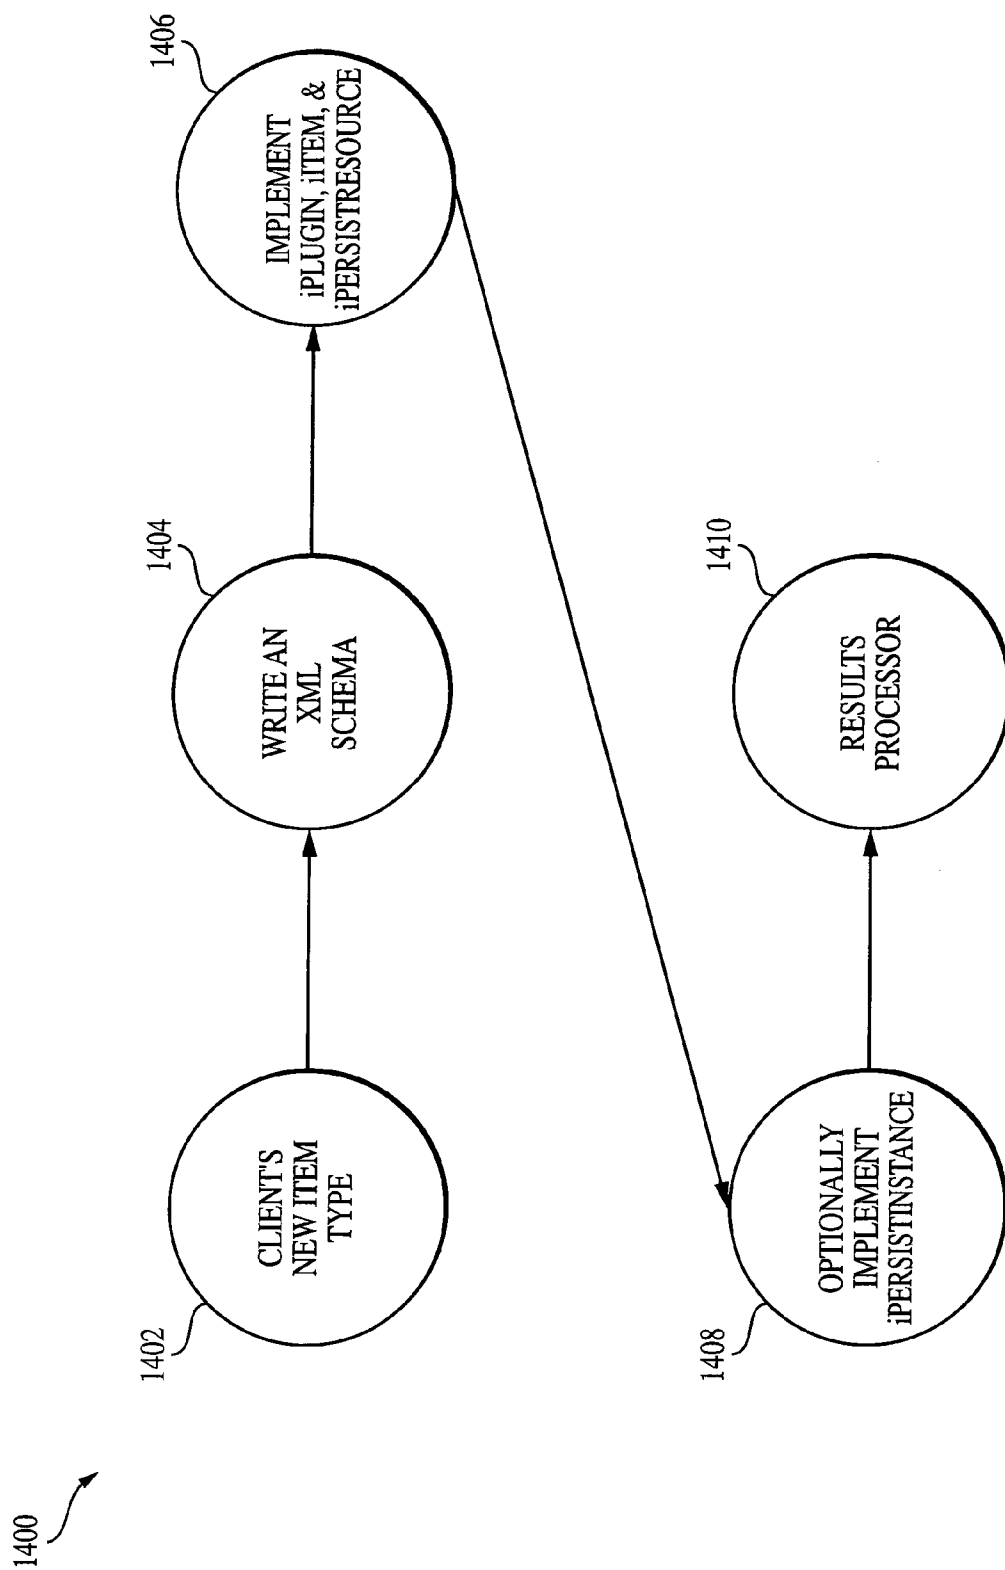 1400
1402
CLIENT'S
NEW ITEM
TYPE
1404
WRITE AN
XML
SCHEMA
1406
IMPLEMENT
iPLUGIN, iITEM, &
iPERSISTRESOURCE
1408
OPTIONALLY
IMPLEMENT
iPERSISTINSTANCE
1410
RESULTS
PROCESSOR